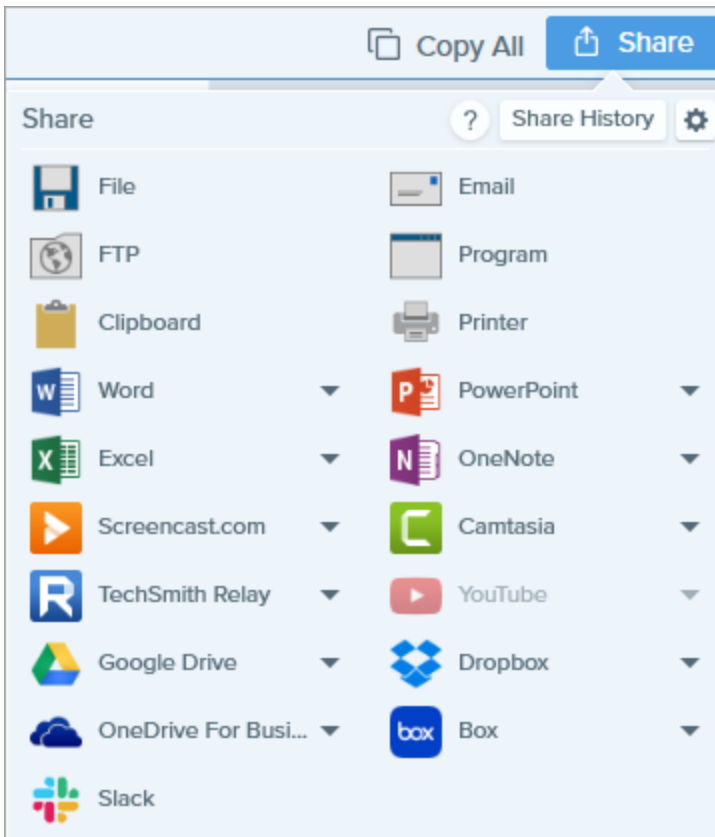 Copy All Share
Share ? Share History
File Email
FTP Program
Clipboard Printer
W Word P PowerPoint
X Excel N OneNote
Screencast.com C Camtasia
R TechSmith Relay YouTube
Google Drive Dropbox
OneDrive For Busi... box Box
Slack